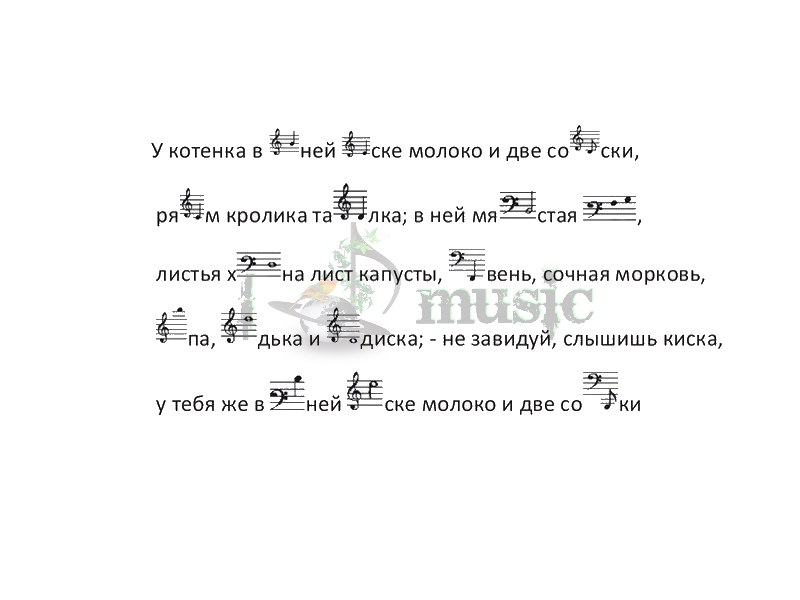 У котенка в ней ске молоко и две со ски,
ря м кролика та лка; в ней мя стая ,
листья х на лист капусты, вень, сочная морковь,
па, дька и диска; - не завидуй, слышишь киска,
у тебя же в ней ске молоко и две со ки
music